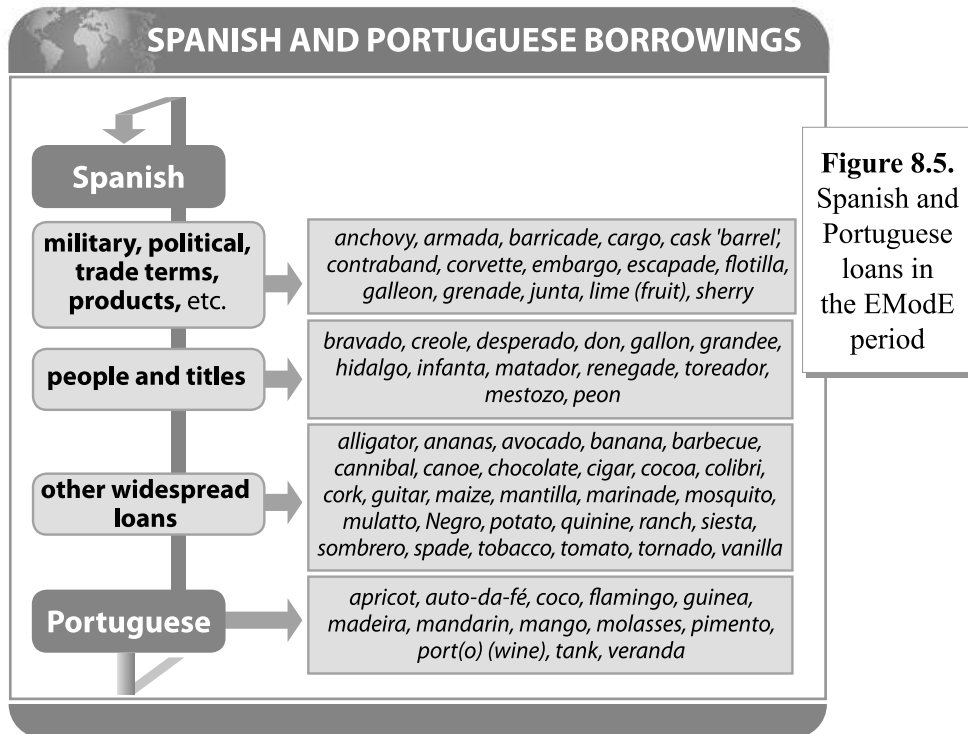 SPANISH AND PORTUGUESE BORROWINGS
Spanish
military, political,
trade terms,
products, etc.
anchovy, armada, barricade, cargo, cask 'barrel',
contraband, corvette, embargo, escapade, flotilla,
galleon, grenade, junta, lime (fruit), sherry
people and titles
bravado, creole, desperado, don, gallon, grandee,
hidalgo, infanta, matador, renegade, toreador,
mestozo, peon
other widespread
loans
alligator, ananas, avocado, banana, barbecue,
cannibal, canoe, chocolate, cigar, cocoa, colibri,
cork, guitar, maize, mantilla, marinade, mosquito,
mulatto, Negro, potato, quinine, ranch, siesta,
sombrero, spade, tobacco, tomato, tornado, vanilla
Portuguese
apricot, auto-da-fé, coco, flamingo, guinea,
madeira, mandarin, mango, molasses, pimento,
port(o) (wine), tank, veranda
Figure 8.5.
Spanish and
Portuguese
loans in
the EModE
period